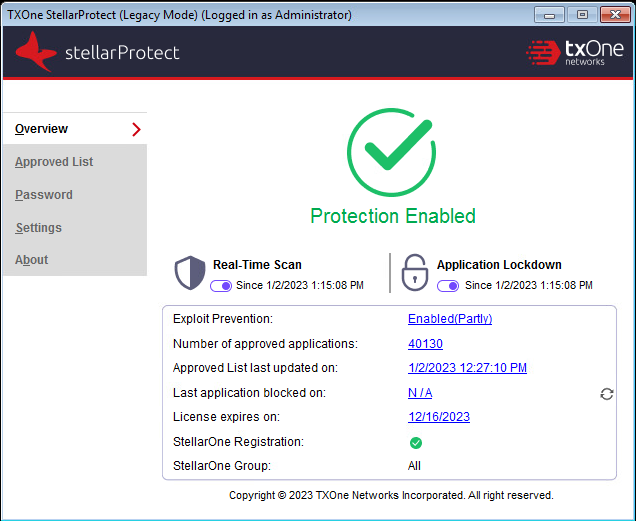 TXOne StellarProtect (Legacy Mode) (Logged in as Administrator)
stellarProtect
txOne
networks
Overview
Approved List
Password
Settings
About
Protection Enabled
Real-Time Scan
Since 1/2/2023 1:15:08 PM
Application Lockdown
Since 1/2/2023 1:15:08 PM
Exploit Prevention: Enabled(Partly)
Number of approved applications: 40130
Approved List last updated on: 1/2/2023 12:27:10 PM
Last application blocked on: N / A
License expires on: 12/16/2023
StellarOne Registration:
StellarOne Group: All
Copyright © 2023 TXOne Networks Incorporated. All right reserved.